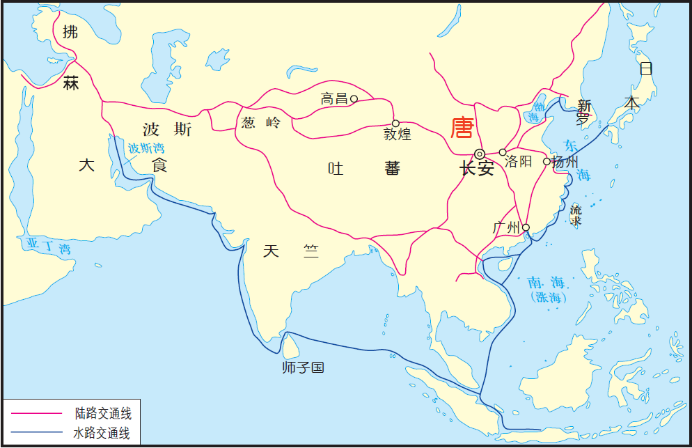 拂菻
大食
波斯
波斯湾
亚丁湾
葱岭
高昌
敦煌
吐蕃
天竺
师子国
唐
长安
洛阳
扬州
广州
渤海
新罗
日本
东海
流求
南海
(涨海)
陆路交通线
水路交通线